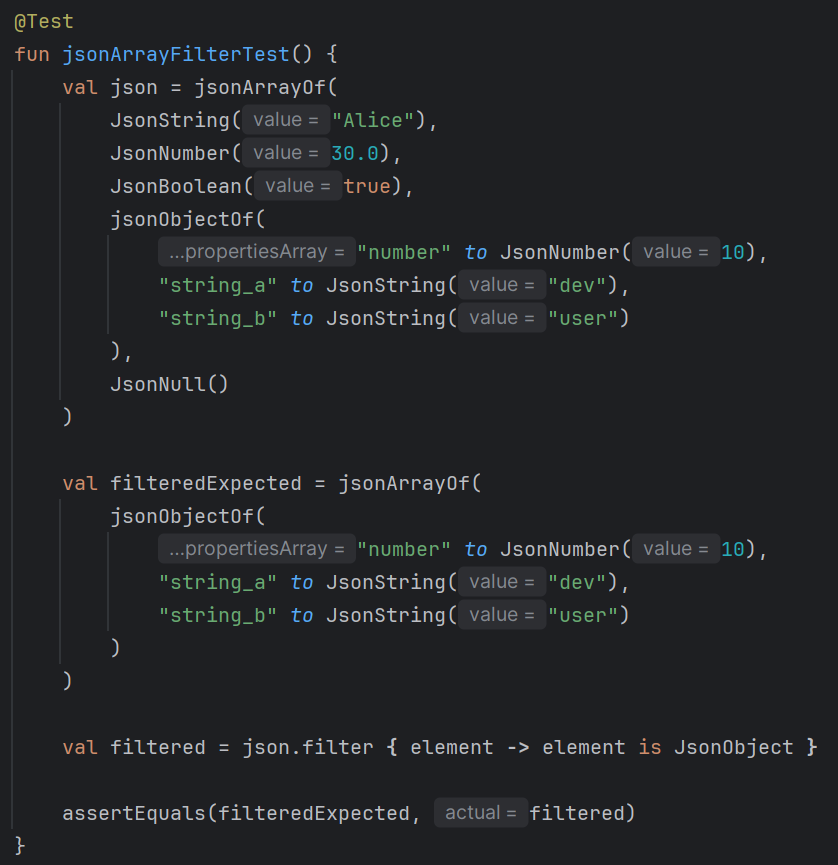 @Test
fun jsonArrayFilterTest() {
    val json = jsonArrayOf(
        JsonString( value = "Alice"),
        JsonNumber( value = 30.0),
        JsonBoolean( value = true),
        jsonObjectOf(
            ...propertiesArray = "number" to JsonNumber( value = 10),
            "string_a" to JsonString( value = "dev"),
            "string_b" to JsonString( value = "user")
        ),
        JsonNull()
    )

    val filteredExpected = jsonArrayOf(
        jsonObjectOf(
            ...propertiesArray = "number" to JsonNumber( value = 10),
            "string_a" to JsonString( value = "dev"),
            "string_b" to JsonString( value = "user")
        )
    )

    val filtered = json.filter { element -> element is JsonObject }

    assertEquals(filteredExpected, actual = filtered)
}